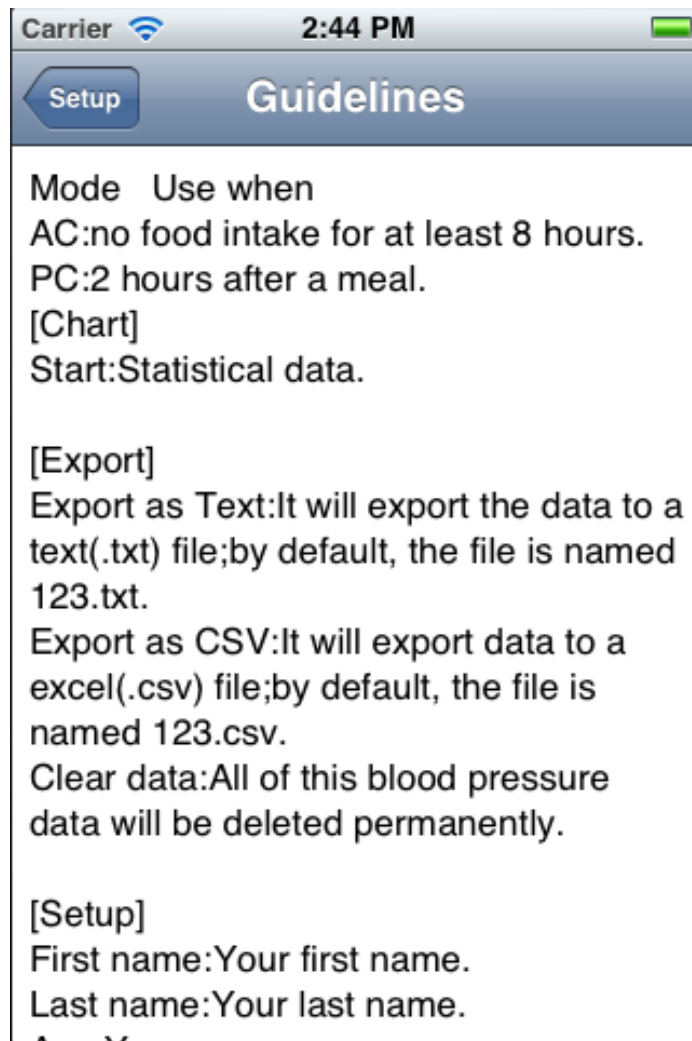 Carrier 2:44 PM
Setup Guidelines
Mode Use when
AC:no food intake for at least 8 hours.
PC:2 hours after a meal.
[Chart]
Start:Statistical data.
[Export]
Export as Text:It will export the data to a
text(.txt) file;by default, the file is named
123.txt.
Export as CSV:It will export data to a
excel(.csv) file;by default, the file is
named 123.csv.
Clear data:All of this blood pressure
data will be deleted permanently.
[Setup]
First name:Your first name.
Last name:Your last name.